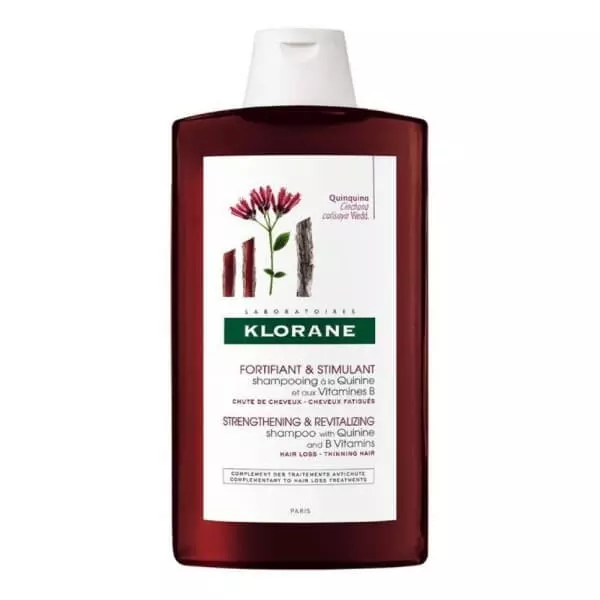 Quinquina
Cinchona
calisaya Wedd.
LABORATOIRES
KLORANE
FORTIFIANT & STIMULANT
shampooing à la Quinine
et aux Vitamines B
CHUTE DE CHEVEUX - CHEVEUX FATIGUÉS
STRENGTHENING & REVITALIZING
shampoo with Quinine
and B Vitamins
HAIR LOSS - THINNING HAIR
COMPLÉMENT DES TRAITEMENTS ANTICHUTE
COMPLEMENTARY TO HAIR LOSS TREATMENTS
PARIS